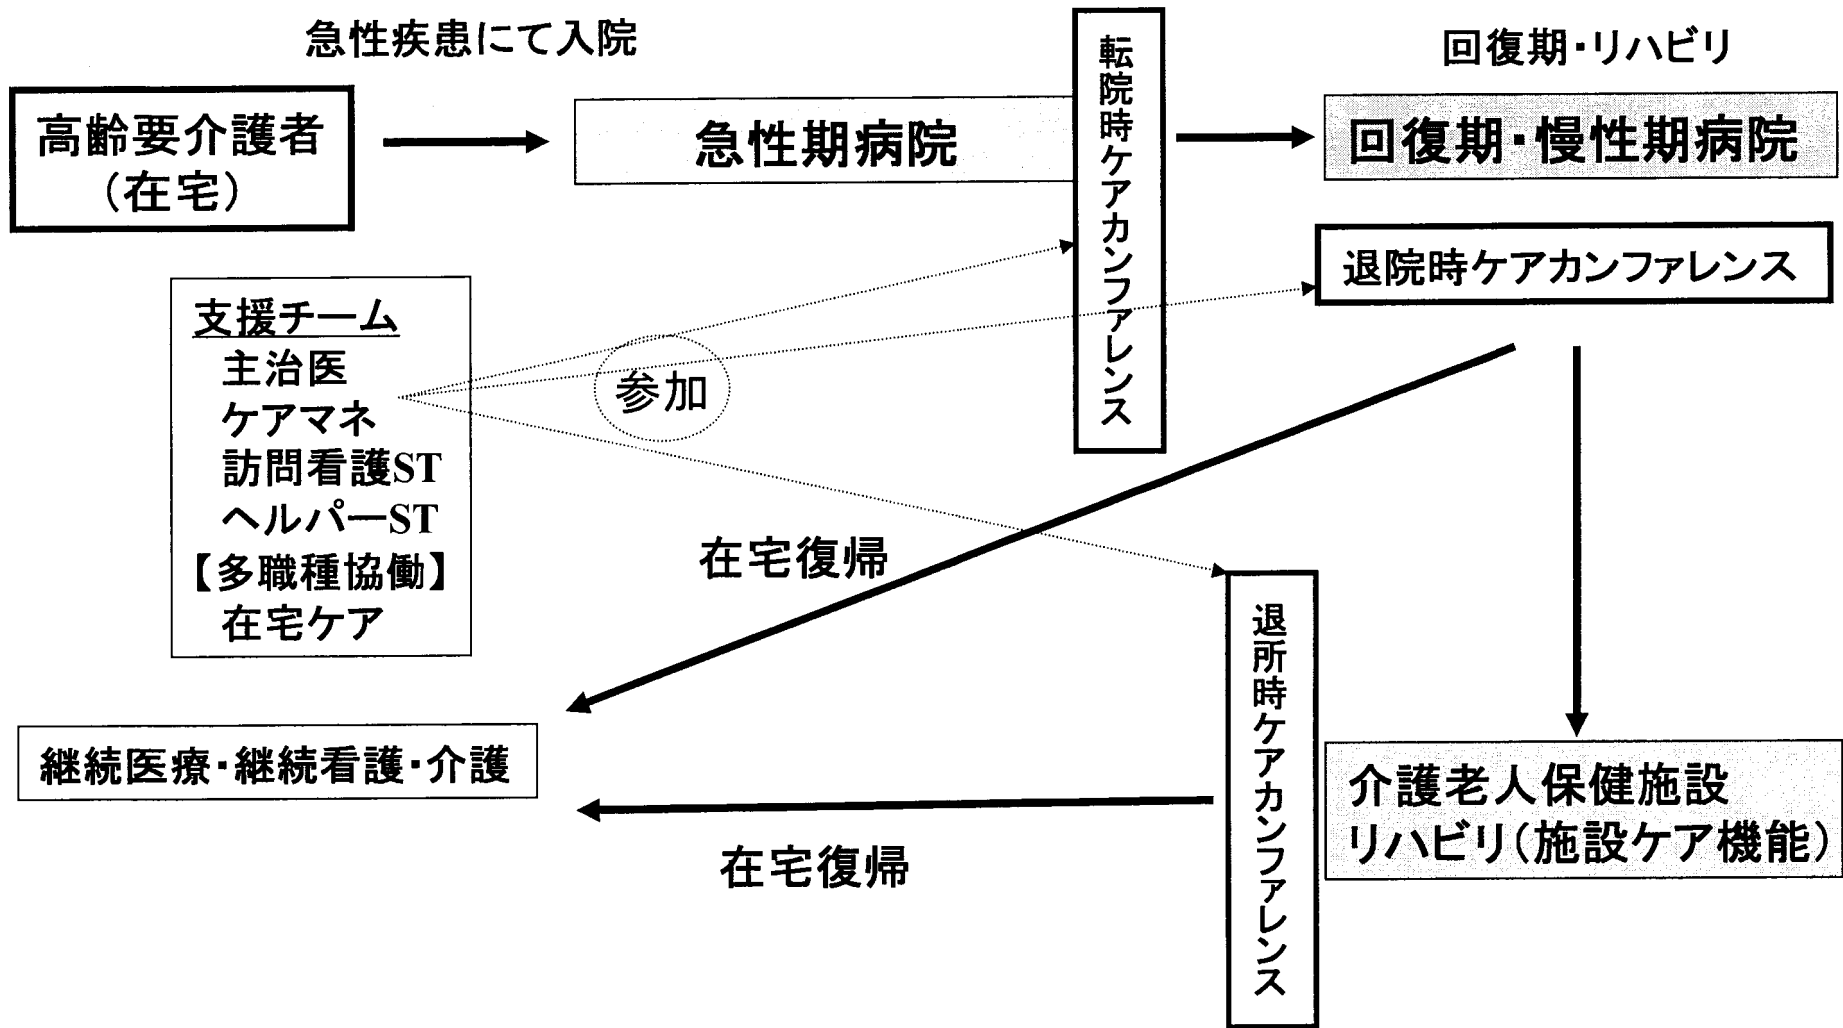 急性疾患にて入院
回復期・リハビリ
高齢要介護者
(在宅)
急性期病院
転院時ケアカンファレンス
回復期・慢性期病院
退院時ケアカンファレンス
支援チーム
主治医
ケアマネ
訪問看護ST
ヘルパーST
【多職種協働】
在宅ケア
参加
在宅復帰
退所時ケアカンファレンス
継続医療・継続看護・介護
在宅復帰
介護老人保健施設
リハビリ(施設ケア機能)